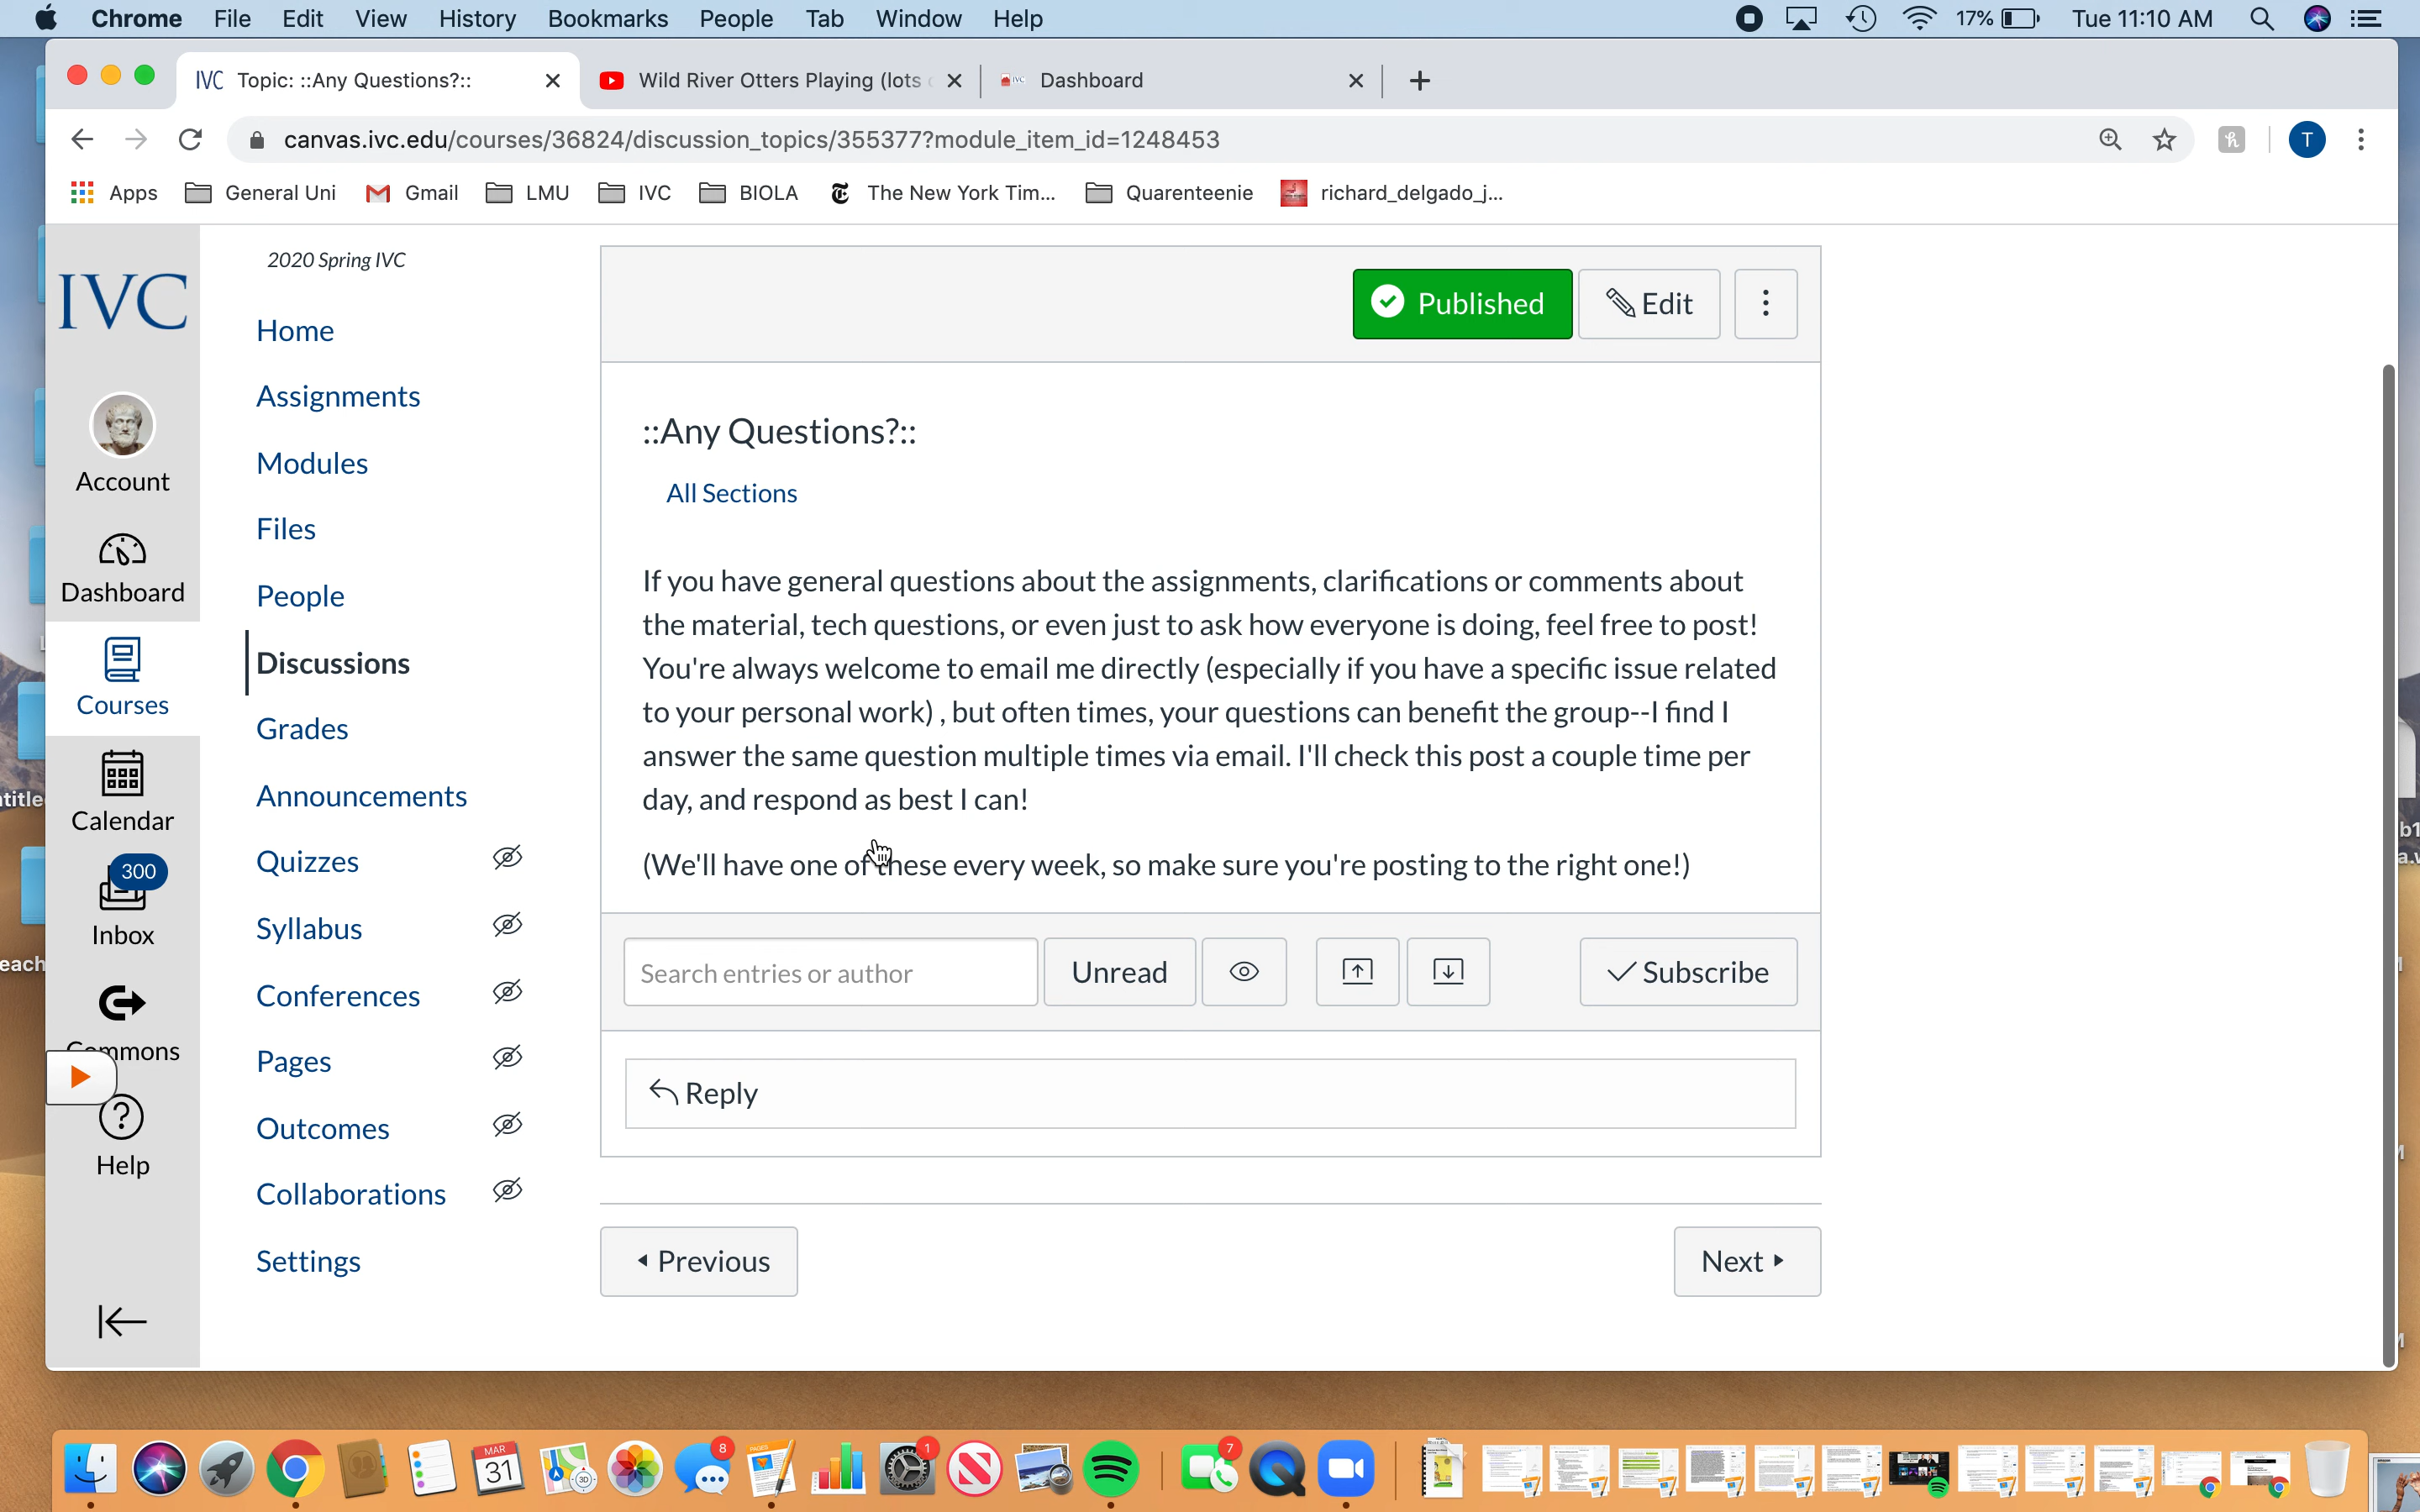 Chrome File Edit View History Bookmarks People Tab Window Help 17% Tue 11:10 AM
IVC Topic: ::Any Questions?:: Wild River Otters Playing (lots IVC Dashboard
canvas.ivc.edu/courses/36824/discussion_topics/355377?module_item_id=1248453 T
Apps General Uni Gmail LMU IVC BIOLA The New York Tim... Quarenteenie richard_delgado_j...
IVC
Account
Dashboard
Courses
Calendar
300
Inbox
Commons
Help
2020 Spring IVC
Home
Assignments
Modules
Files
People
Discussions
Grades
Announcements
Quizzes
Syllabus
Conferences
Pages
Outcomes
Collaborations
Settings
Published Edit
::Any Questions?::
All Sections
If you have general questions about the assignments, clarifications or comments about
the material, tech questions, or even just to ask how everyone is doing, feel free to post!
You're always welcome to email me directly (especially if you have a specific issue related
to your personal work) , but often times, your questions can benefit the group--I find I
answer the same question multiple times via email. I'll check this post a couple time per
day, and respond as best I can!
(We'll have one of these every week, so make sure you're posting to the right one!)
Search entries or author Unread Subscribe
Reply
Previous Next
MAR
31
3D
8
PAGES
1
7